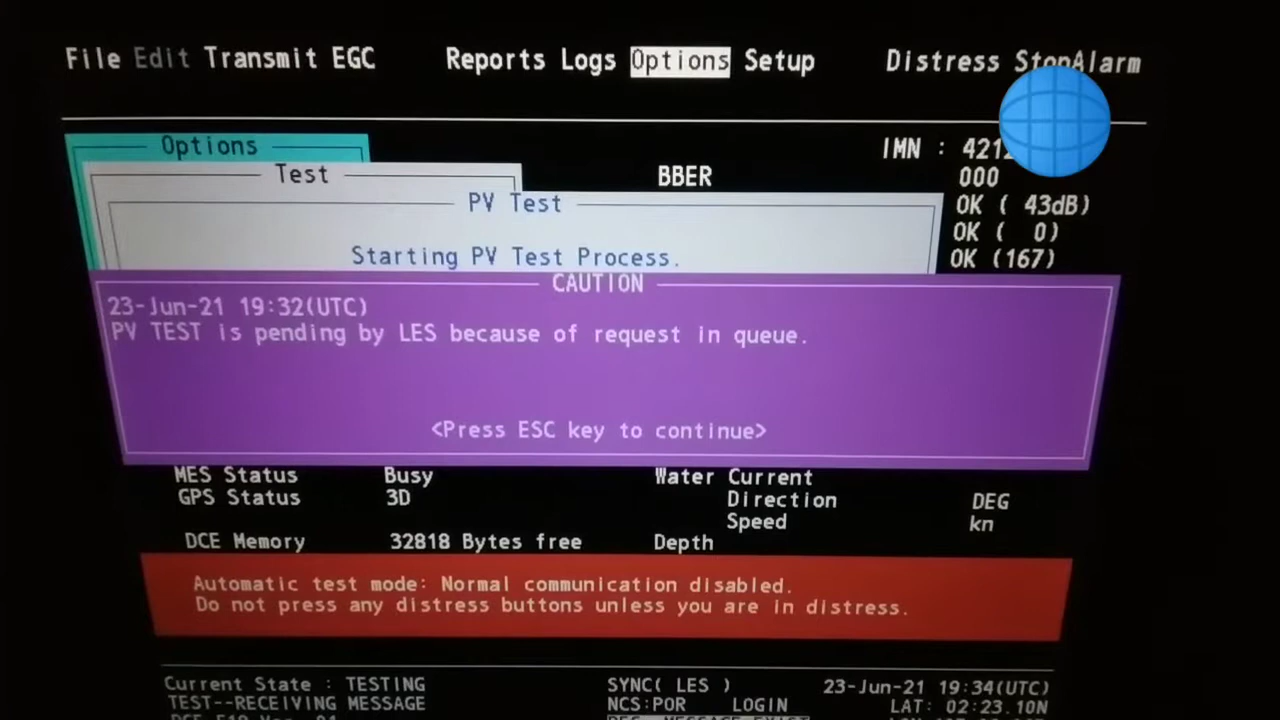 File Edit Transmit EGC Reports Logs Options Setup Distress StopAlarm
Options
IMN : 4212
Test
BBER
000
PV Test
OK ( 43dB)
OK ( 0)
Starting PV Test Process.
OK (167)
CAUTION
23-Jun-21 19:32(UTC)
PV TEST is pending by LES because of request in queue.
<Press ESC key to continue>
MES Status Busy Water Current
GPS Status 3D Direction DEG
Speed kn
DCE Memory 32818 Bytes free Depth
Automatic test mode: Normal communication disabled.
Do not press any distress buttons unless you are in distress.
Current State : TESTING SYNC( LES ) 23-Jun-21 19:34(UTC)
TEST--RECEIVING MESSAGE NCS:POR LOGIN LAT: 02:23.10N